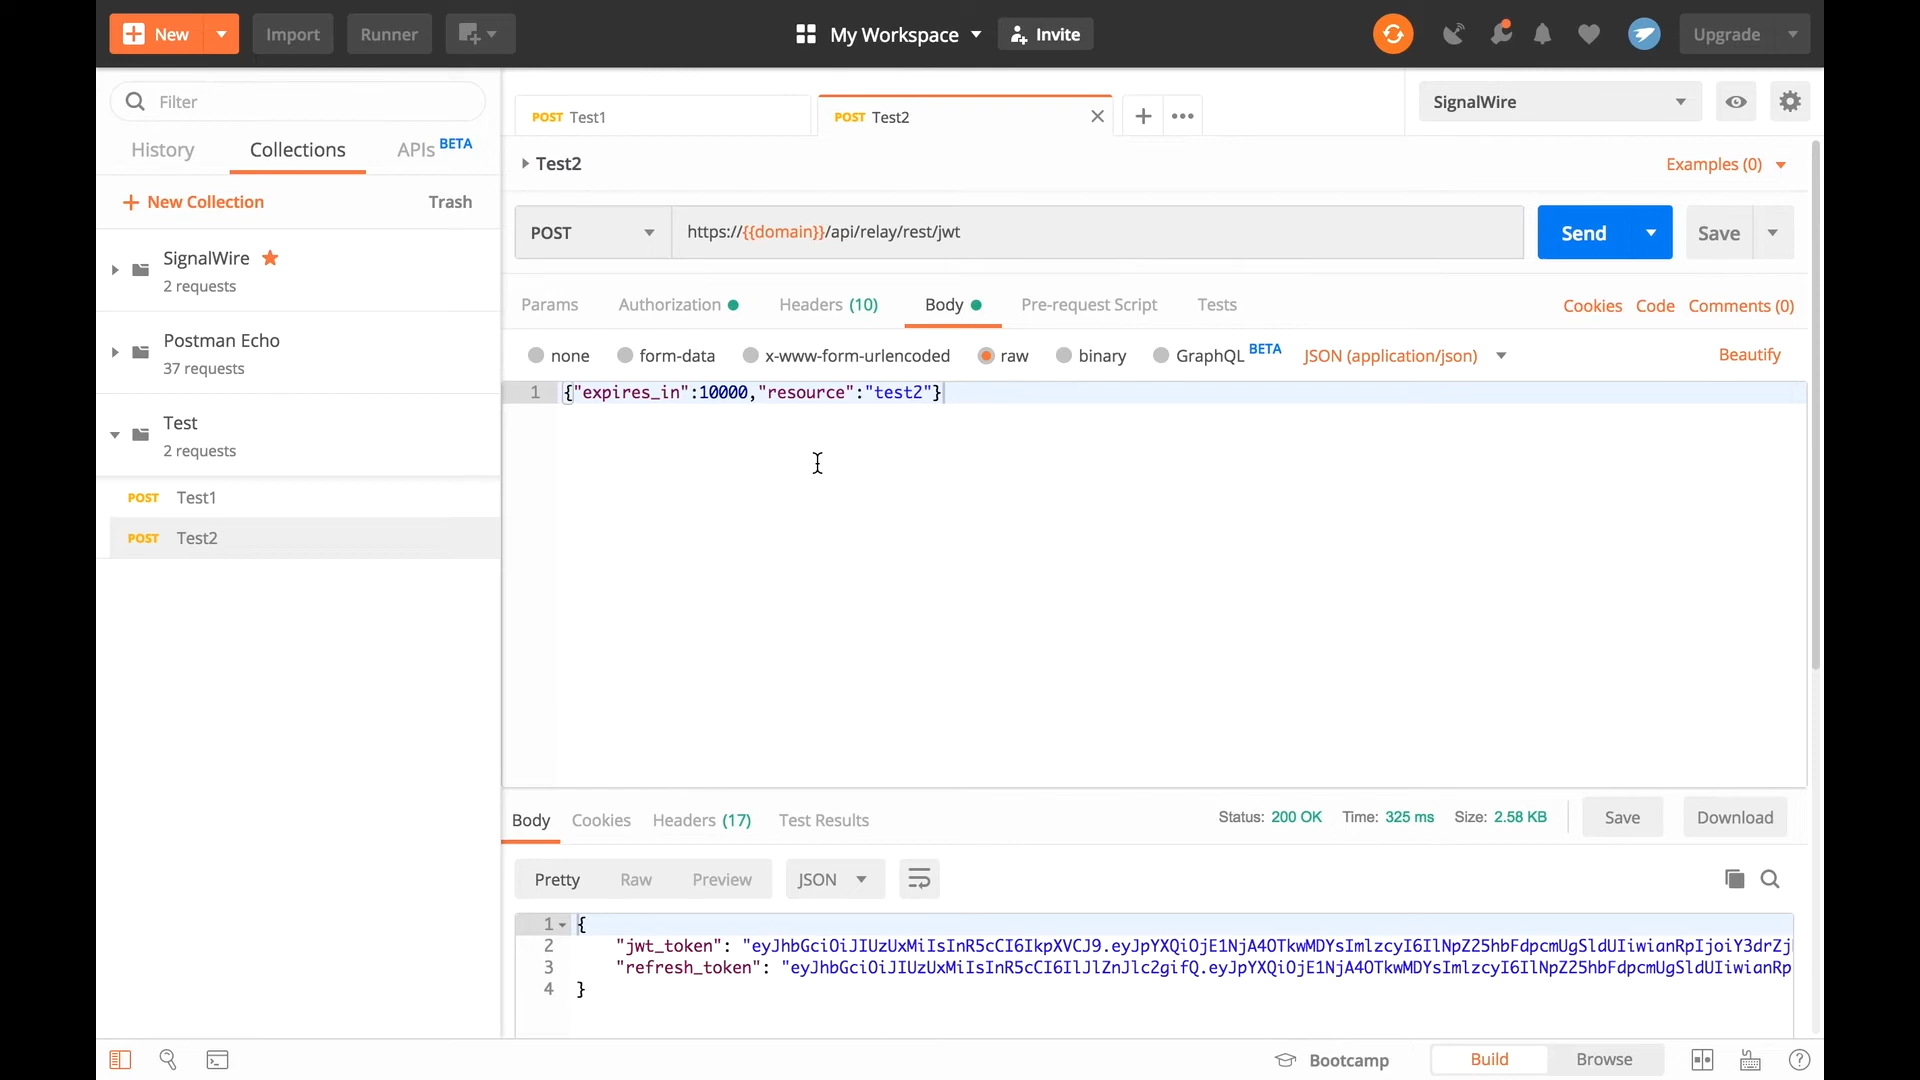 New
Import
Runner
My Workspace
Invite
Upgrade
Filter
History
Collections
APIs BETA
New Collection
Trash
SignalWire
2 requests
Postman Echo
37 requests
Test
2 requests
POST Test1
POST Test2
POST Test1
POST Test2
SignalWire
Test2
Examples (0)
POST
https://{{domain}}/api/relay/rest/jwt
Send
Save
Params
Authorization
Headers (10)
Body
Pre-request Script
Tests
Cookies
Code
Comments (0)
none
form-data
x-www-form-urlencoded
raw
binary
GraphQL BETA
JSON (application/json)
Beautify
1 {"expires_in":10000,"resource":"test2"}
Body
Cookies
Headers (17)
Test Results
Status: 200 OK
Time: 325 ms
Size: 2.58 KB
Save
Download
Pretty
Raw
Preview
JSON
1 {
2 "jwt_token": "eyJhbGciOiJIUzUxMiIsInR5cCI6IkpXVCJ9.eyJpYXQiOjE1NjA4OTkwMDYsImlzcyI6IlNpZ25hbFdpcmUgSldUIiwianRpIjoiY3drZj
3 "refresh_token": "eyJhbGciOiJIUzUxMiIsInR5cCI6IlJlZnJlc2gifQ.eyJpYXQiOjE1NjA4OTkwMDYsImlzcyI6IlNpZ25hbFdpcmUgSldUIiwianRp
4 }
Bootcamp
Build
Browse